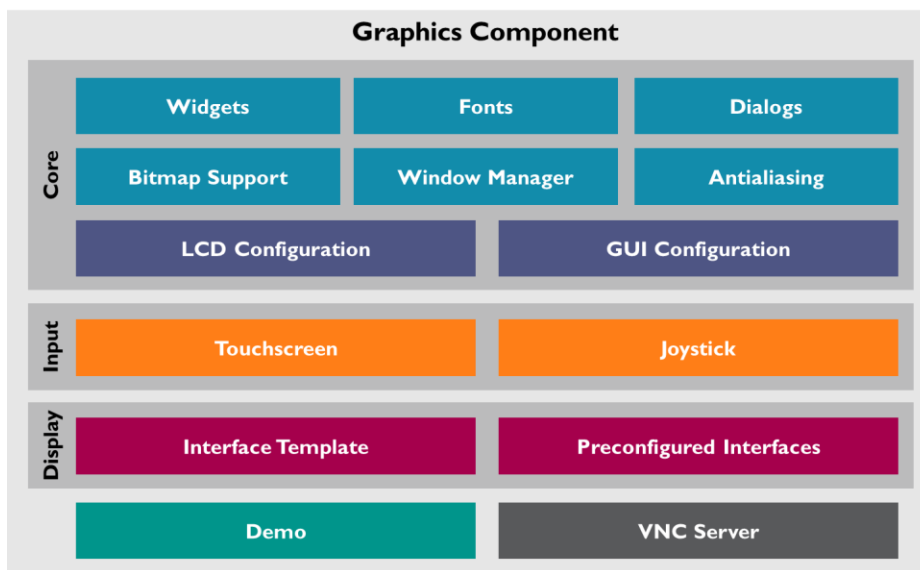 Graphics Component
Core
Widgets
Fonts
Dialogs
Bitmap Support
Window Manager
Antialiasing
LCD Configuration
GUI Configuration
Input
Touchscreen
Joystick
Display
Interface Template
Preconfigured Interfaces
Demo
VNC Server